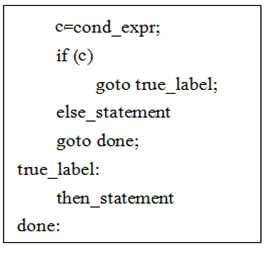 c=cond_expr;
if (c)
goto true_label;
else_statement
goto done;
true_label:
then_statement
done: